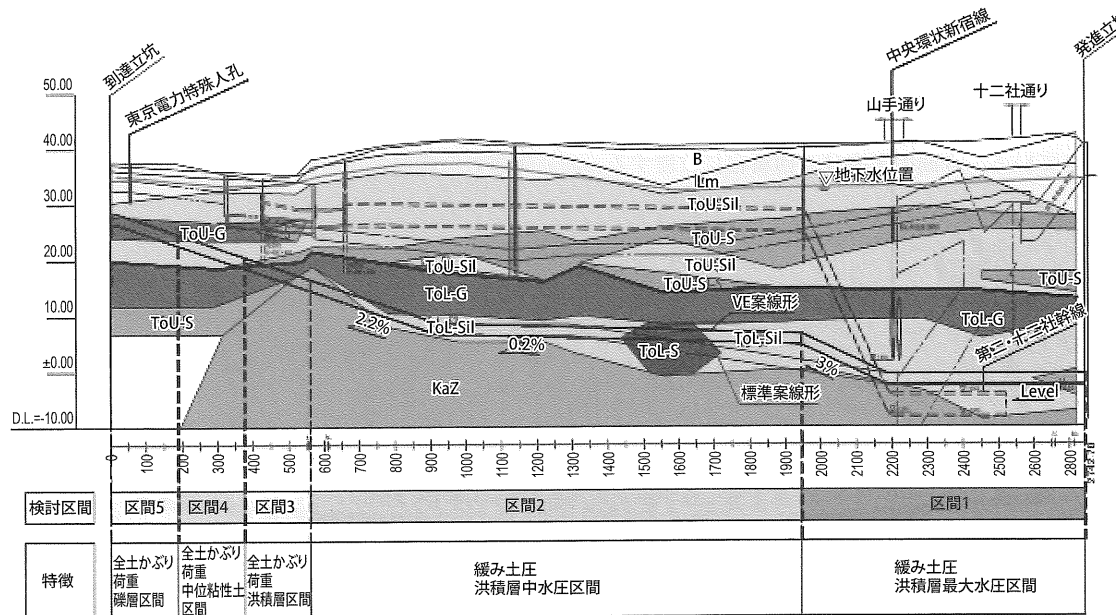 到達立坑
東京電力特殊人孔
中央環状新宿線
発進立坑
山手通り
十二社通り
50.00
40.00
30.00
20.00
10.00
±0.00
D.L.=-10.00
B
Lm
地下水位置
ToU-Sil
ToU-S
ToU-G
ToU-Sil
ToU-Sil
ToU-S
ToU-S
ToL-G
VE案線形
ToL-G
ToU-S
2.2%
ToL-Sil
0.2%
ToL-S
ToL-Sil
3%
第二・十二社幹線
KaZ
標準案線形
Level
0
100
200
300
400
500
600
700
800
900
1000
1100
1200
1300
1400
1500
1600
1700
1800
1900
2000
2100
2200
2300
2400
2500
2600
2700
2800
検討区間
区間5
区間4
区間3
区間2
区間1
特徴
全土かぶり
荷重
礫層区間
全土かぶり
荷重
中位粘性土
区間
全土かぶり
荷重
洪積層区間
緩み土圧
洪積層中水圧区間
緩み土圧
洪積層最大水圧区間